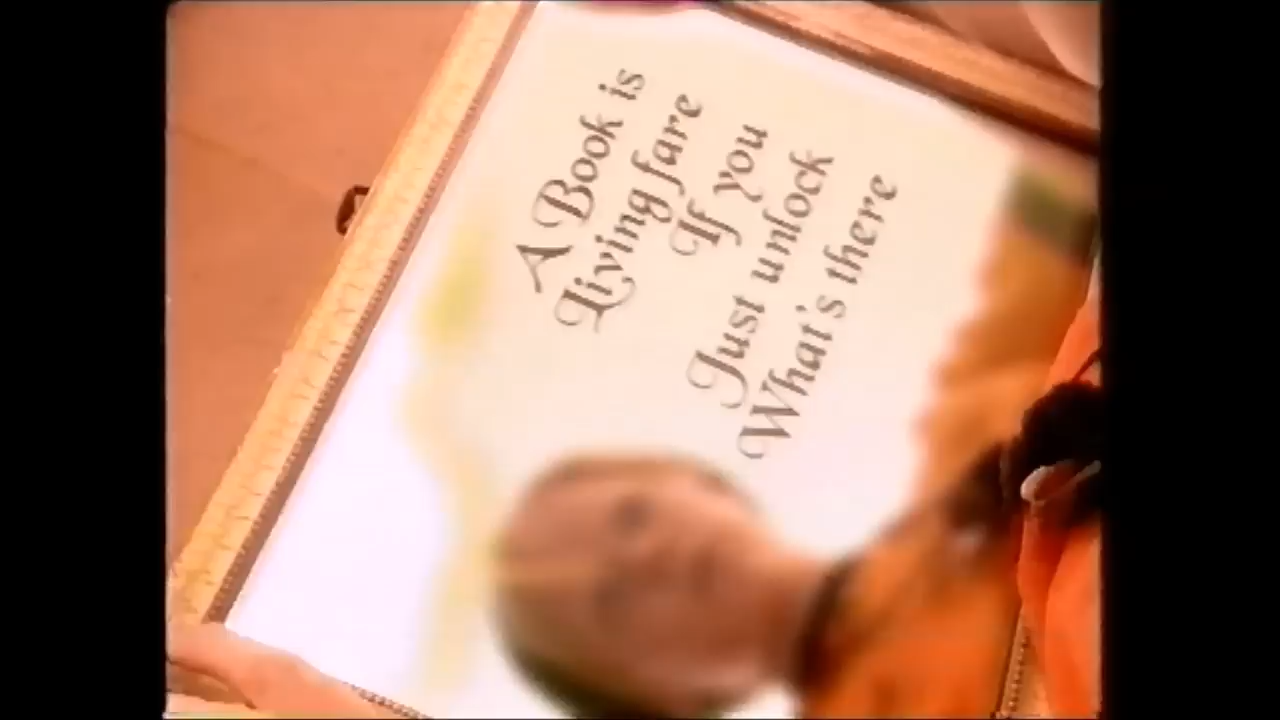 A Book is
Living fare
If you
Just unlock
What's there